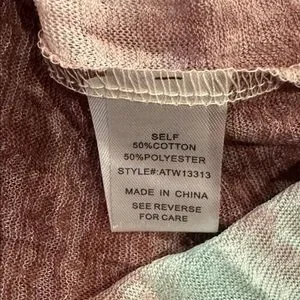 SELF
50%COTTON
50%POLYESTER
STYLE#:ATW13313
MADE IN CHINA
SEE REVERSE
FOR CARE